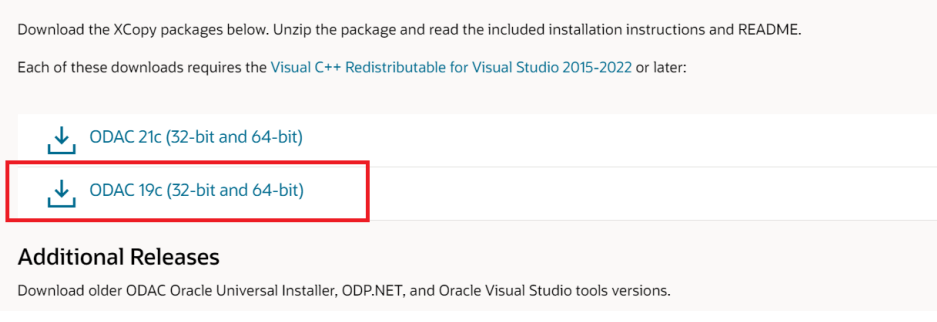 Download the XCopy packages below. Unzip the package and read the included installation instructions and README.
Each of these downloads requires the Visual C++ Redistributable for Visual Studio 2015-2022 or later:
ODAC 21c (32-bit and 64-bit)
ODAC 19c (32-bit and 64-bit)
Additional Releases
Download older ODAC Oracle Universal Installer, ODP.NET, and Oracle Visual Studio tools versions.